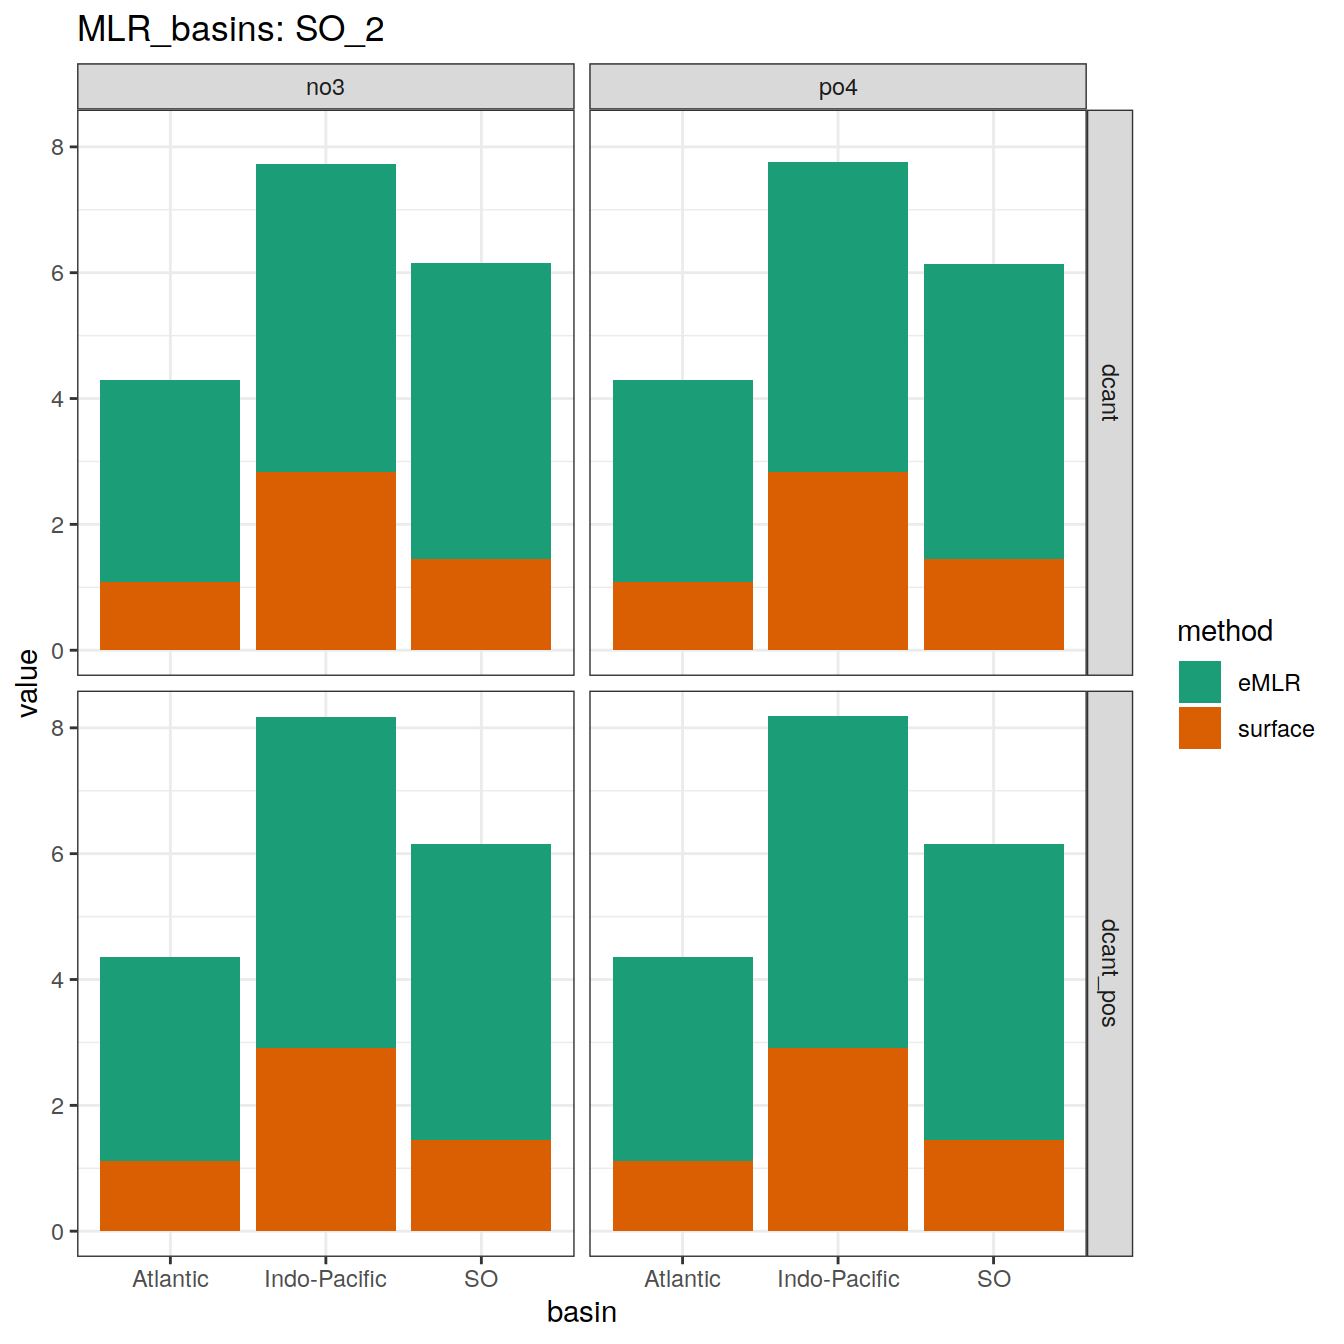 MLR_basins: SO_2
no3
po4
8
6
4
2
0
dcant
value
8
6
4
2
0
dcant_pos
Atlantic
Indo-Pacific
SO
Atlantic
Indo-Pacific
SO
basin
method
eMLR
surface